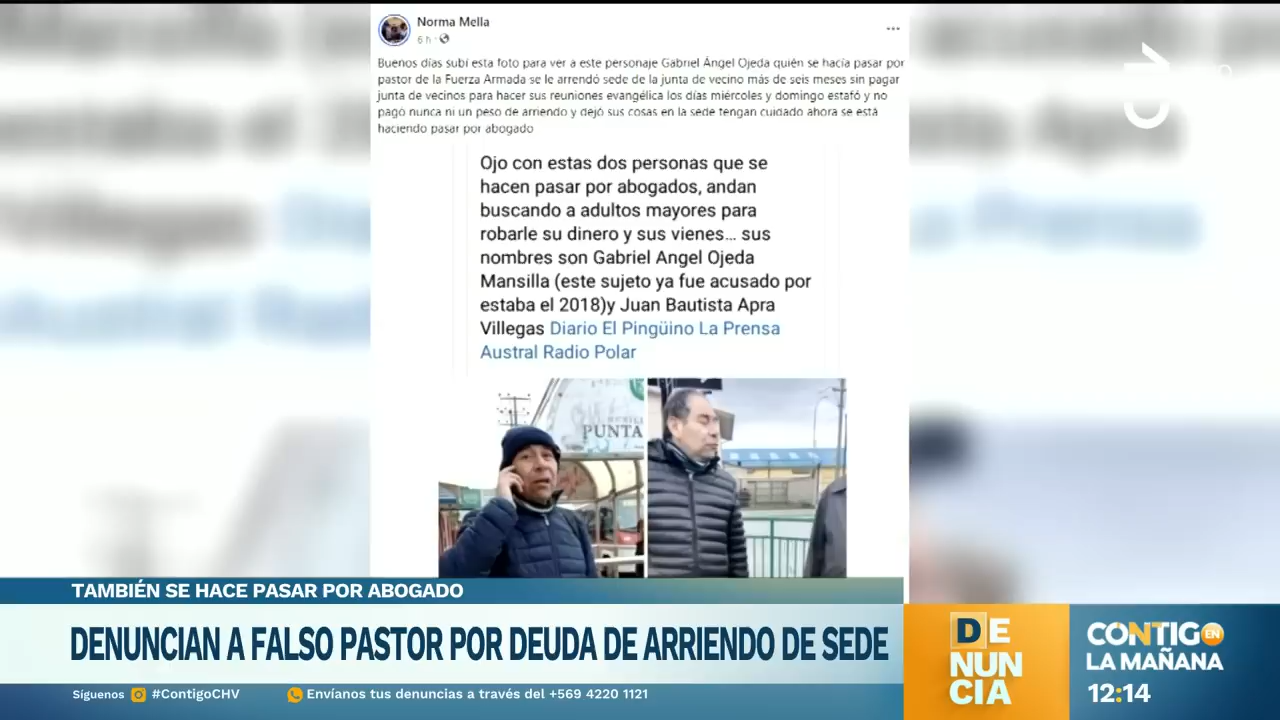 Norma Mella
6 h
Buenos días subí esta foto para ver a este personaje Gabriel Ángel Ojeda quién se hacía pasar por
pastor de la Fuerza Armada se le arrendó sede de la junta de vecino más de seis meses sin pagar
junta de vecinos para hacer sus reuniones evangélica los días miércoles y domingo estafó y no
pagó nunca ni un peso de arriendo y dejó sus cosas en la sede tengan cuidado ahora se está
haciendo pasar por abogado
Ojo con estas dos personas que se
hacen pasar por abogados, andan
buscando a adultos mayores para
robarle su dinero y sus vienes... sus
nombres son Gabriel Angel Ojeda
Mansilla (este sujeto ya fue acusado por
estaba el 2018)y Juan Bautista Apra
Villegas Diario El Pingüino La Prensa
Austral Radio Polar
PUNTA
TAMBIÉN SE HACE PASAR POR ABOGADO
DENUNCIAN A FALSO PASTOR POR DEUDA DE ARRIENDO DE SEDE
DE
NUN
CIA
CONTIGO
EN
LA MAÑANA
12:14
Síguenos #ContigoCHV
Envíanos tus denuncias a través del +569 4220 1121